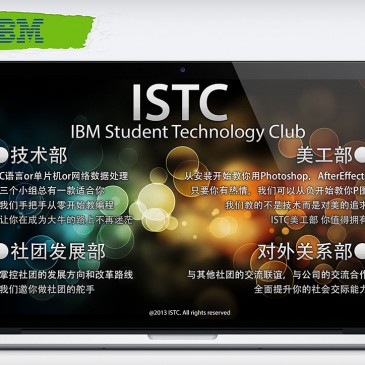 IBM
ISTC
IBM Student Technology Club
技术部
C语言or单片机or网络数据处理
三个小组总有一款适合你
我们手把手从零开始教编程
让你在成为大牛的路上不再迷茫
美工部
从安装开始教你用Photoshop，AfterEffects
只要你有热情，我们可以从负开始教你P图
我们教的不是技术而是对美的追求
ISTC美工部 你值得拥有
社团发展部
掌控社团的发展方向和改革路线
我们邀你做社团的舵手
对外关系部
与其他社团的交流联谊，与公司的交流合作
全面提升你的社会交际能力
@2013 ISTC. All rights reserved